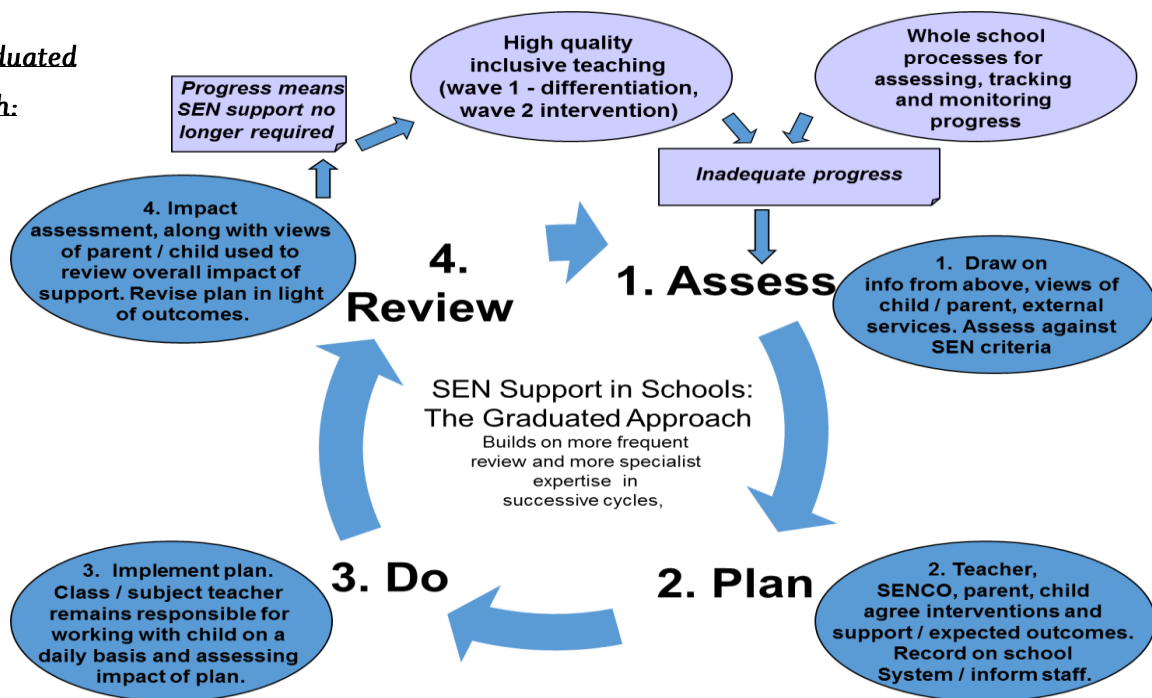 duated
h:
High quality
inclusive teaching
(wave 1 - differentiation,
wave 2 intervention)
Whole school
processes for
assessing, tracking
and monitoring
progress
Progress means
SEN support no
longer required
Inadequate progress
4. Impact
assessment, along with views
of parent / child used to
review overall impact of
support. Revise plan in light
of outcomes.
4.
Review
1. Assess
1. Draw on
info from above, views of
child / parent, external
services. Assess against
SEN criteria
SEN Support in Schools:
The Graduated Approach
Builds on more frequent
review and more specialist
expertise in
successive cycles,
3. Implement plan.
Class / subject teacher
remains responsible for
working with child on a
daily basis and assessing
impact of plan.
3. Do
2. Plan
2. Teacher,
SENCO, parent, child
agree interventions and
support / expected outcomes.
Record on school
System / inform staff.